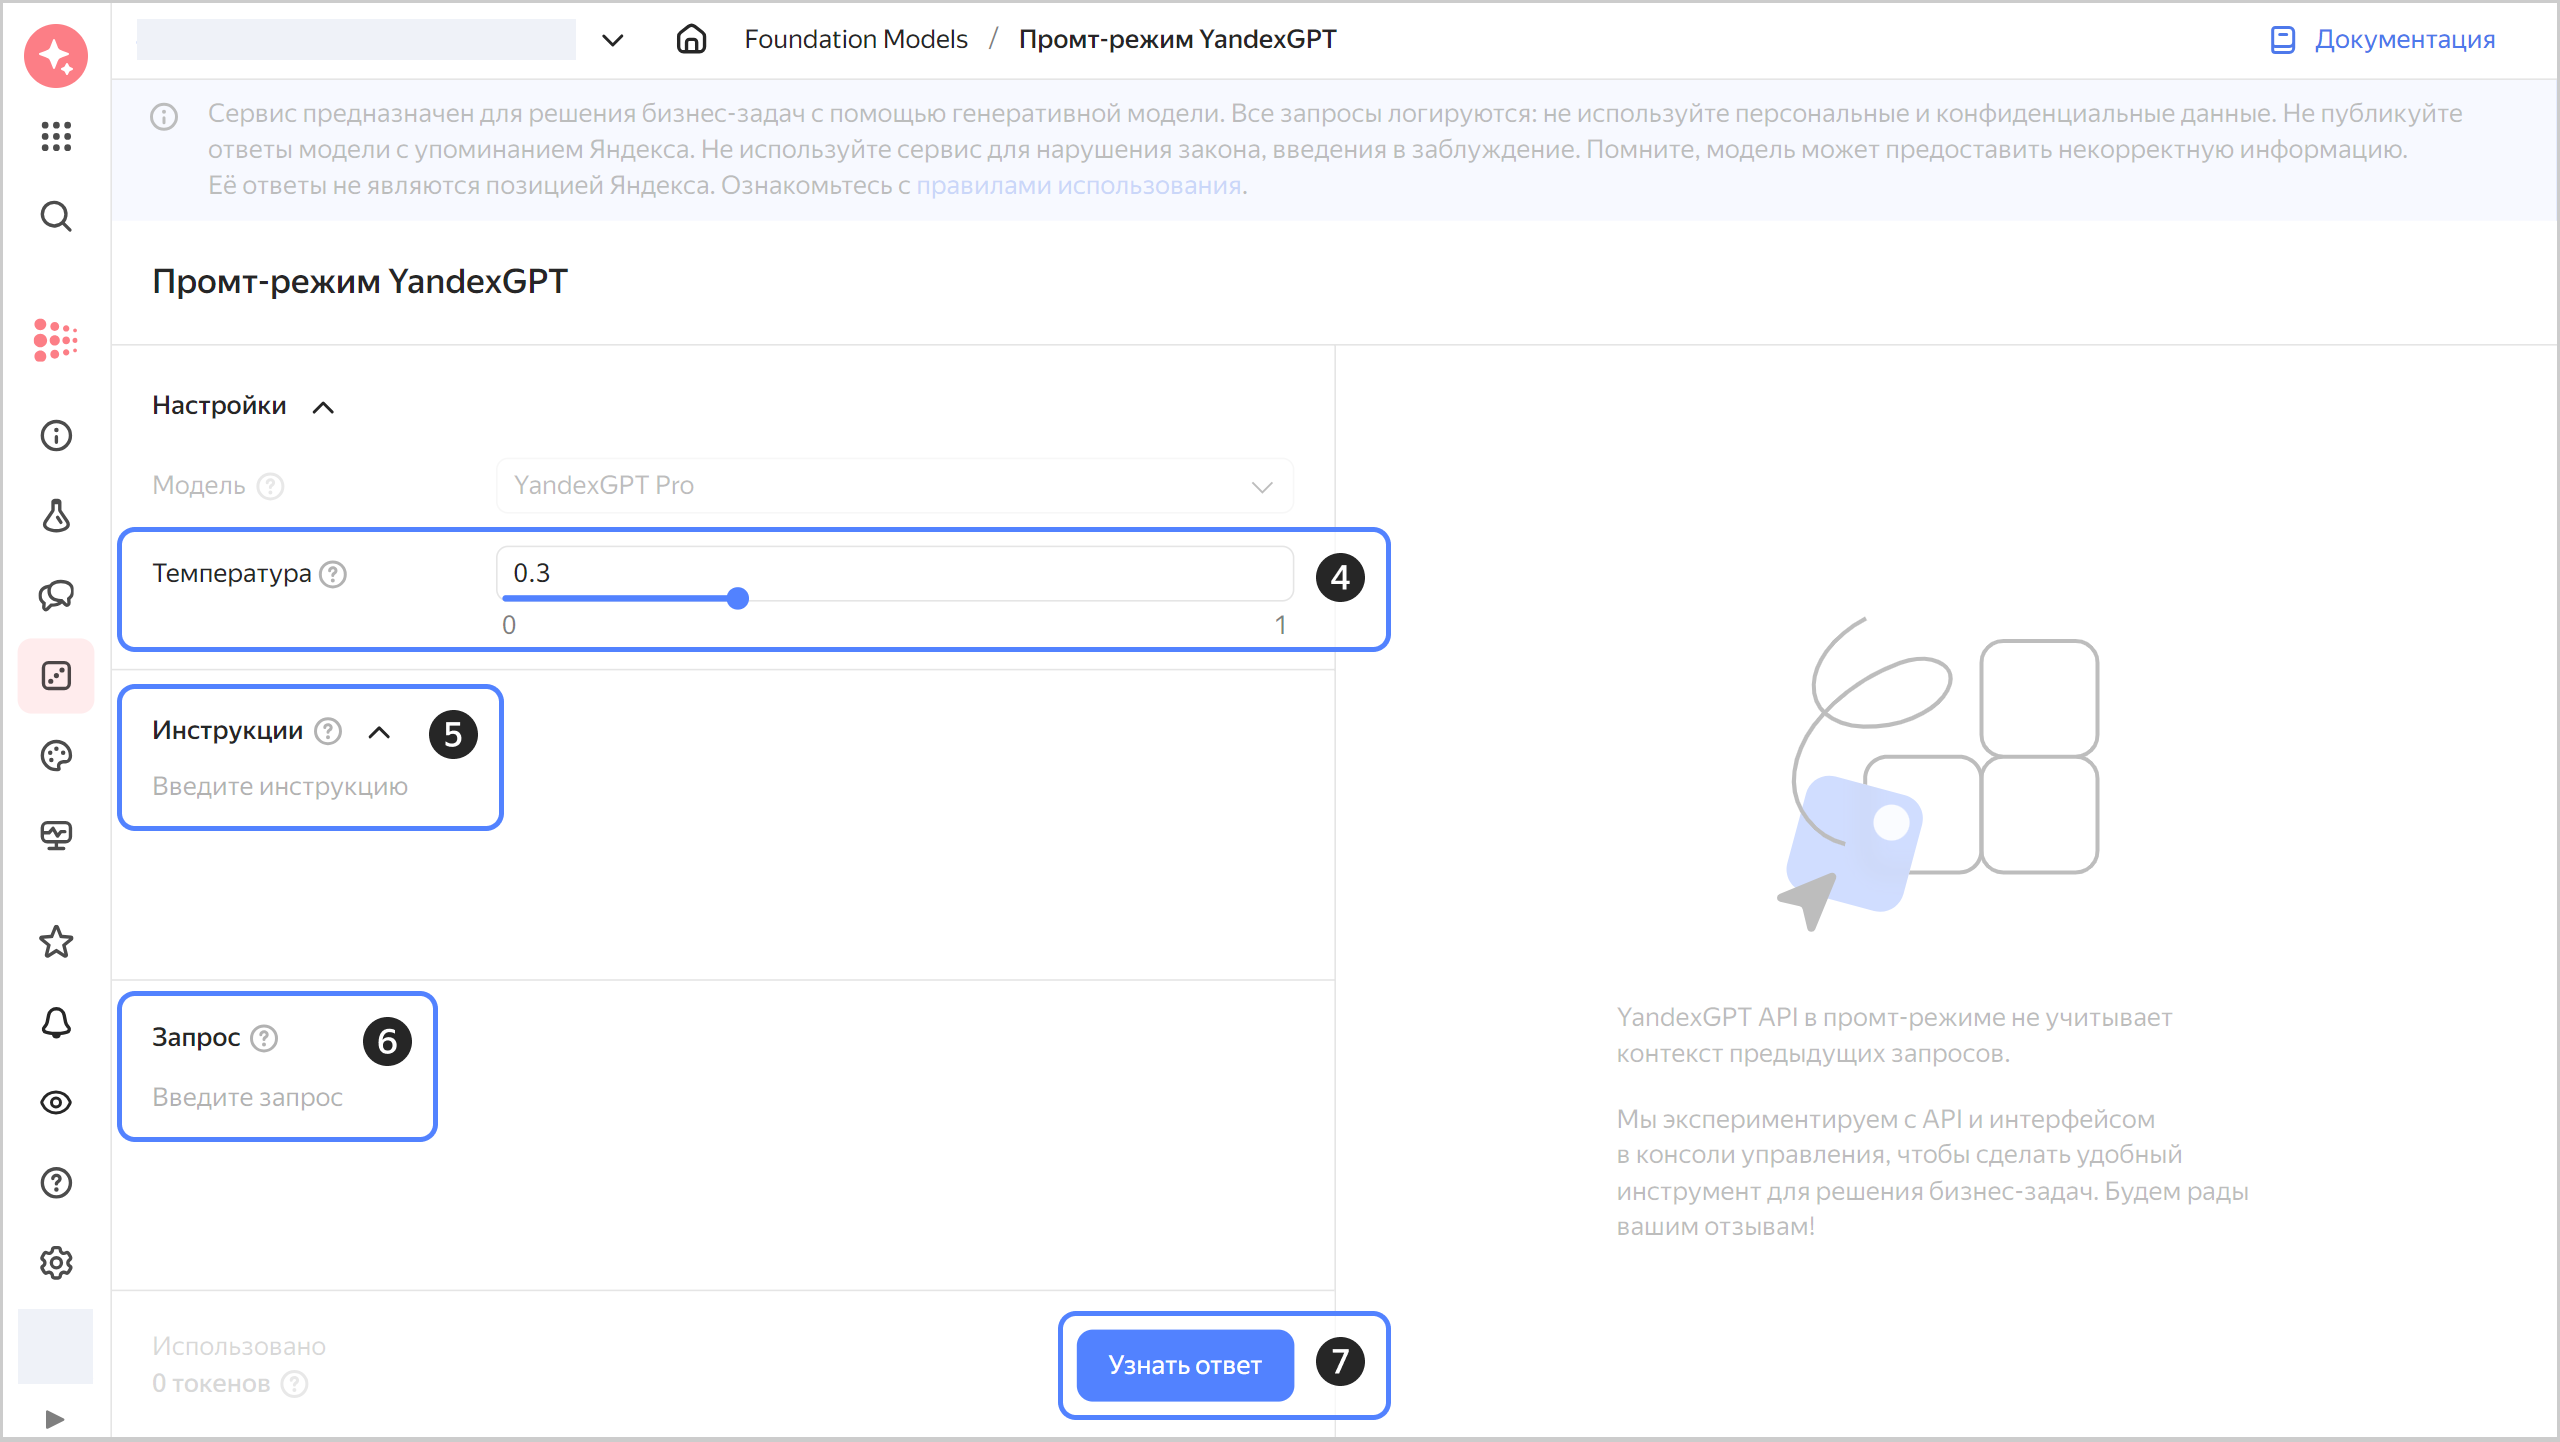 Foundation Models / Промт-режим YandexGPT
Документация
Сервис предназначен для решения бизнес-задач с помощью генеративной модели. Все запросы логируются: не используйте персональные и конфиденциальные данные. Не публикуйте
ответы модели с упоминанием Яндекса. Не используйте сервис для нарушения закона, введения в заблуждение. Помните, модель может предоставить некорректную информацию.
Её ответы не являются позицией Яндекса. Ознакомьтесь с правилами использования.
Промт-режим YandexGPT
Настройки
Модель ?
YandexGPT Pro
Температура ?
0.3
4
0
1
Инструкции ?
5
Введите инструкцию
Запрос ?
6
Введите запрос
YandexGPT API в промт-режиме не учитывает
контекст предыдущих запросов.
Мы экспериментируем с API и интерфейсом
в консоли управления, чтобы сделать удобный
инструмент для решения бизнес-задач. Будем рады
вашим отзывам!
Использовано
0 токенов ?
Узнать ответ
7